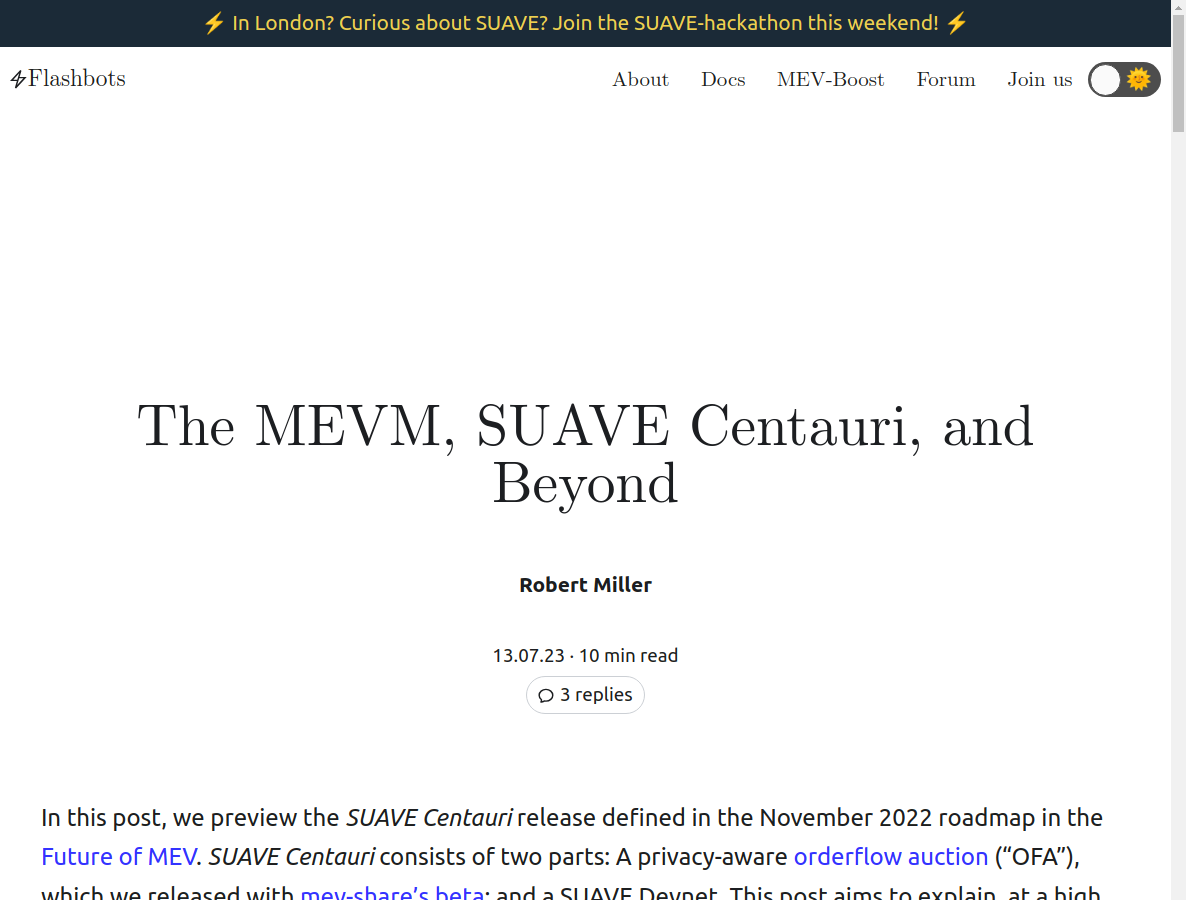 ⚡ In London? Curious about SUAVE? Join the SUAVE-hackathon this weekend! ⚡
Flashbots
About Docs MEV-Boost Forum Join us
The MEVM, SUAVE Centauri, and
Beyond
Robert Miller
13.07.23 · 10 min read
3 replies
In this post, we preview the SUAVE Centauri release defined in the November 2022 roadmap in the
Future of MEV. SUAVE Centauri consists of two parts: A privacy-aware orderflow auction (“OFA”),
which we released with mev-share’s beta; and a SUAVE Devnet. This post aims to explain, at a high